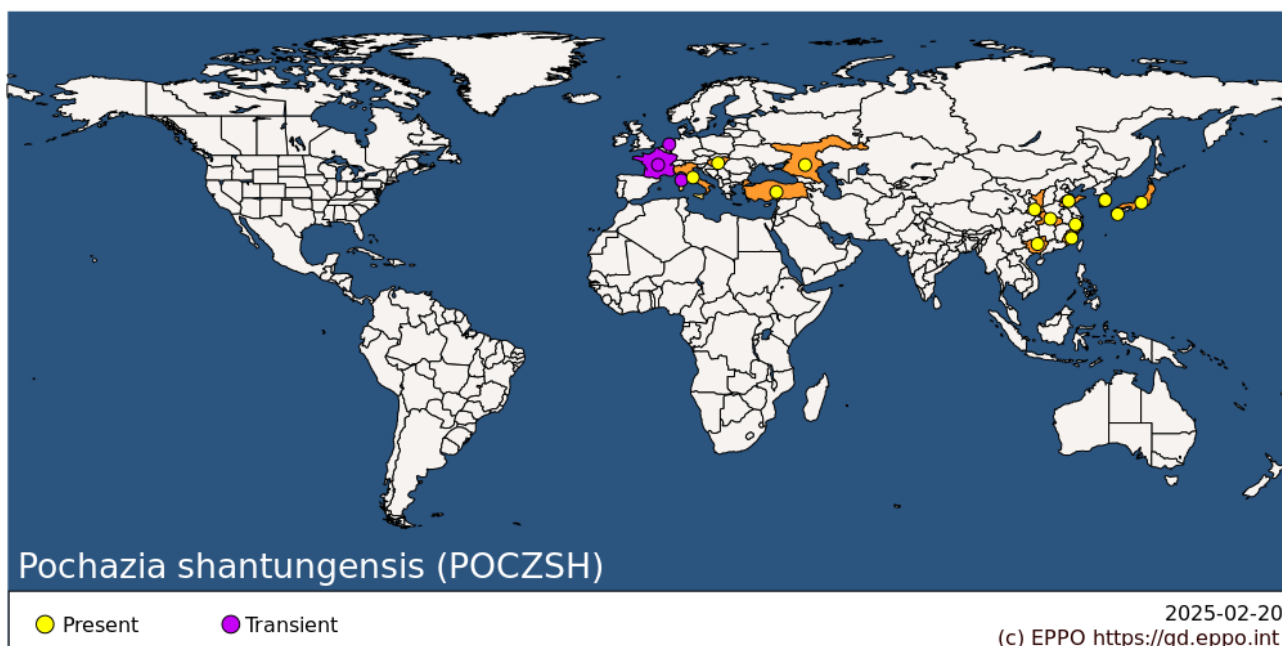 Pochazia shantungensis (POCZSH)
Present
Transient
2025-02-20
(c) EPPO https://gd.eppo.int